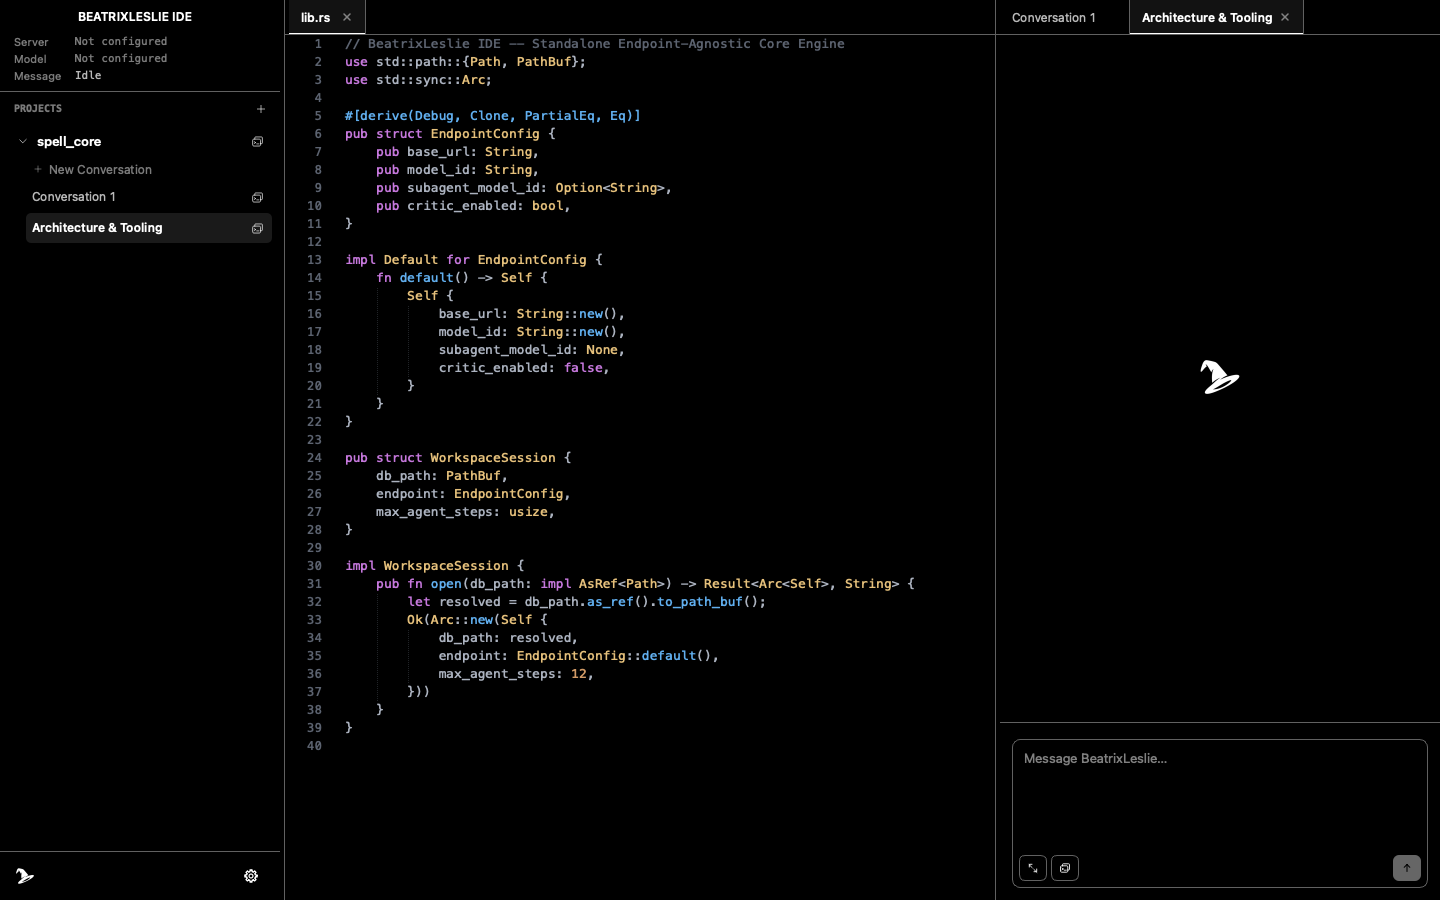 BEATRIXLESLIE IDE
Server Not configured
Model Not configured
Message Idle
PROJECTS
spell_core
+ New Conversation
Conversation 1
Architecture & Tooling
lib.rs
1 // BeatrixLeslie IDE —— Standalone Endpoint-Agnostic Core Engine
2 use std::path::{Path, PathBuf};
3 use std::sync::Arc;
4
5 #[derive(Debug, Clone, PartialEq, Eq)]
6 pub struct EndpointConfig {
7     pub base_url: String,
8     pub model_id: String,
9     pub subagent_model_id: Option<String>,
10     pub critic_enabled: bool,
11 }
12
13 impl Default for EndpointConfig {
14     fn default() -> Self {
15         Self {
16             base_url: String::new(),
17             model_id: String::new(),
18             subagent_model_id: None,
19             critic_enabled: false,
20         }
21     }
22 }
23
24 pub struct WorkspaceSession {
25     db_path: PathBuf,
26     endpoint: EndpointConfig,
27     max_agent_steps: usize,
28 }
29
30 impl WorkspaceSession {
31     pub fn open(db_path: impl AsRef<Path>) -> Result<Arc<Self>, String> {
32         let resolved = db_path.as_ref().to_path_buf();
33         Ok(Arc::new(Self {
34             db_path: resolved,
35             endpoint: EndpointConfig::default(),
36             max_agent_steps: 12,
37         }))
38     }
39 }
40
Conversation 1
Architecture & Tooling
Message BeatrixLeslie...